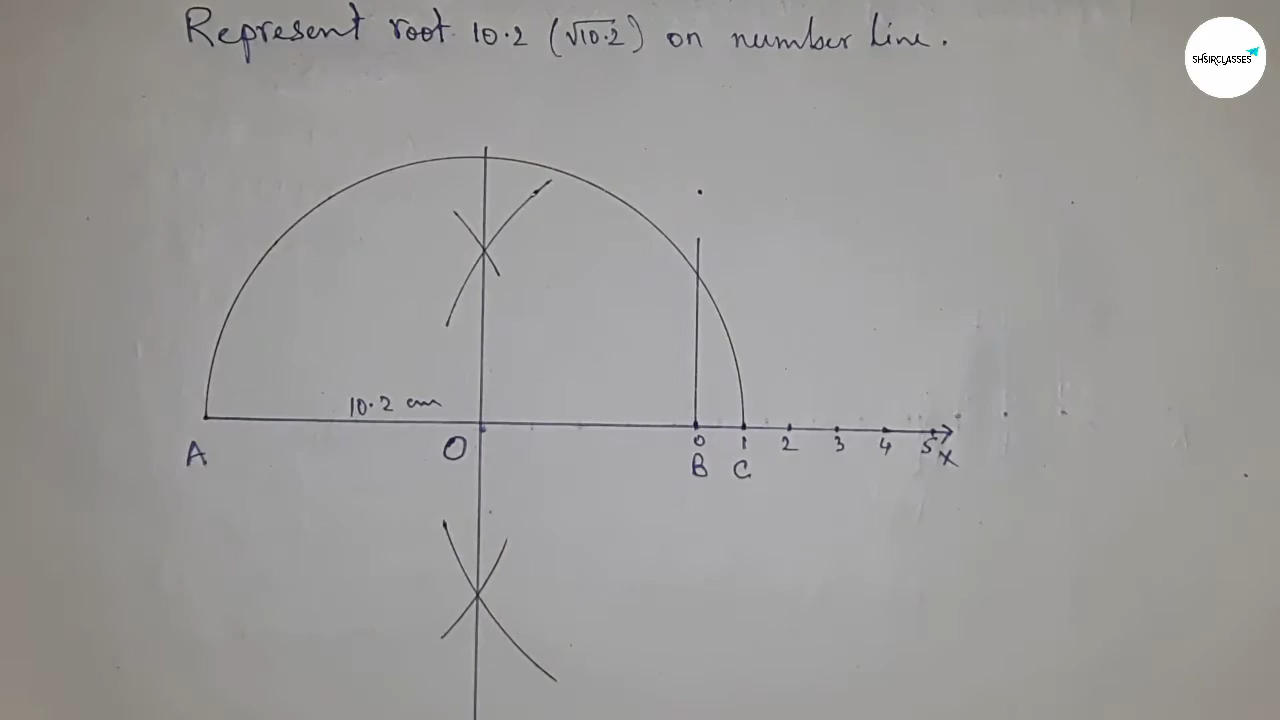 Represent root 10.2 (√10.2) on number line.
SHSIRCLASSES
10.2 cm
A O 0 1 2 3 4 5 X
B C